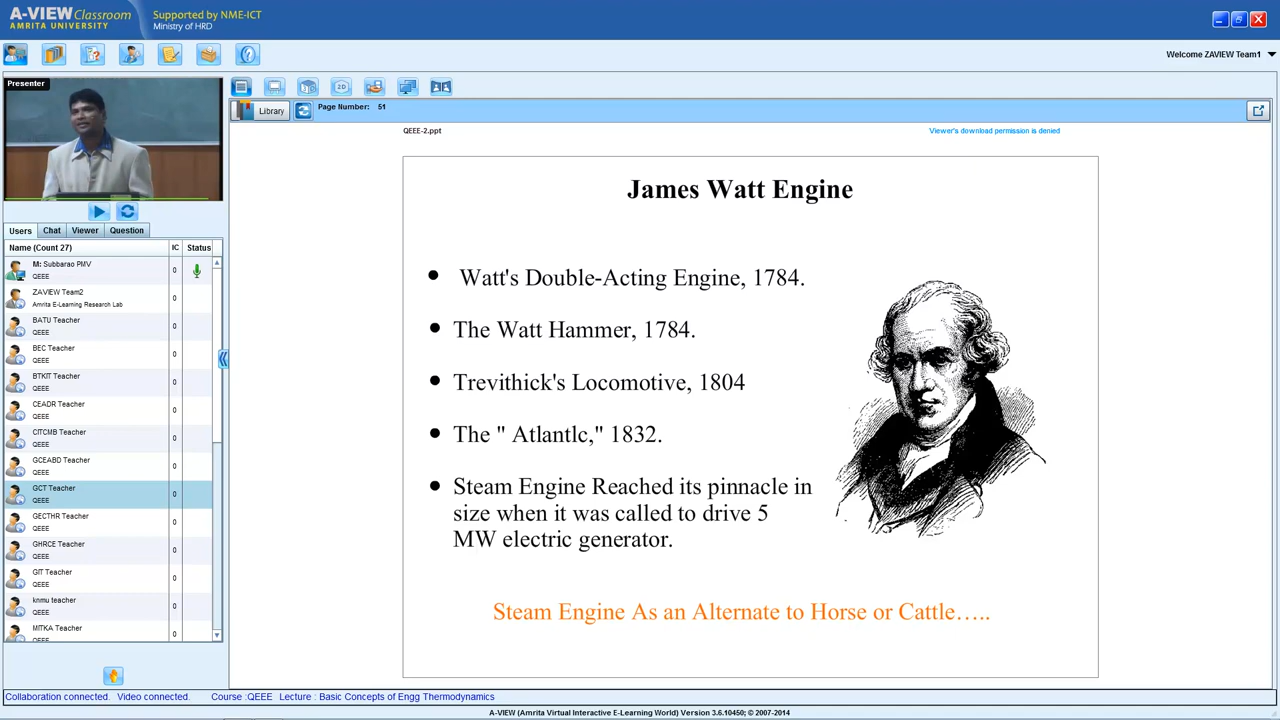 A-VIEW Classroom
AMRITA UNIVERSITY
Supported by NME-ICT
Ministry of HRD
Welcome ZAVIEW Team1
Presenter
Library
Page Number: 51
QEEE-2.ppt
Viewer's download permission is denied
Users Chat Viewer Question
Name (Count 27) IC Status
M: Subbarao PMV
QEEE
0
ZAVIEW Team2
Amrita E-Learning Research Lab
0
BATU Teacher
QEEE
0
BEC Teacher
QEEE
0
BTKIT Teacher
QEEE
0
CEADR Teacher
QEEE
0
CITCMB Teacher
QEEE
0
GCEABD Teacher
QEEE
0
GCT Teacher
QEEE
0
GECTHR Teacher
QEEE
0
GHRCE Teacher
QEEE
0
GIT Teacher
QEEE
0
knmu teacher
QEEE
0
MITKA Teacher
QEEE
0
James Watt Engine
• Watt's Double-Acting Engine, 1784.
• The Watt Hammer, 1784.
• Trevithick's Locomotive, 1804
• The " Atlantlc," 1832.
• Steam Engine Reached its pinnacle in
size when it was called to drive 5
MW electric generator.
Steam Engine As an Alternate to Horse or Cattle…..
Collaboration connected. Video connected. Course :QEEE Lecture : Basic Concepts of Engg Thermodynamics
A-VIEW (Amrita Virtual Interactive E-Learning World) Version 3.6.10450; © 2007-2014